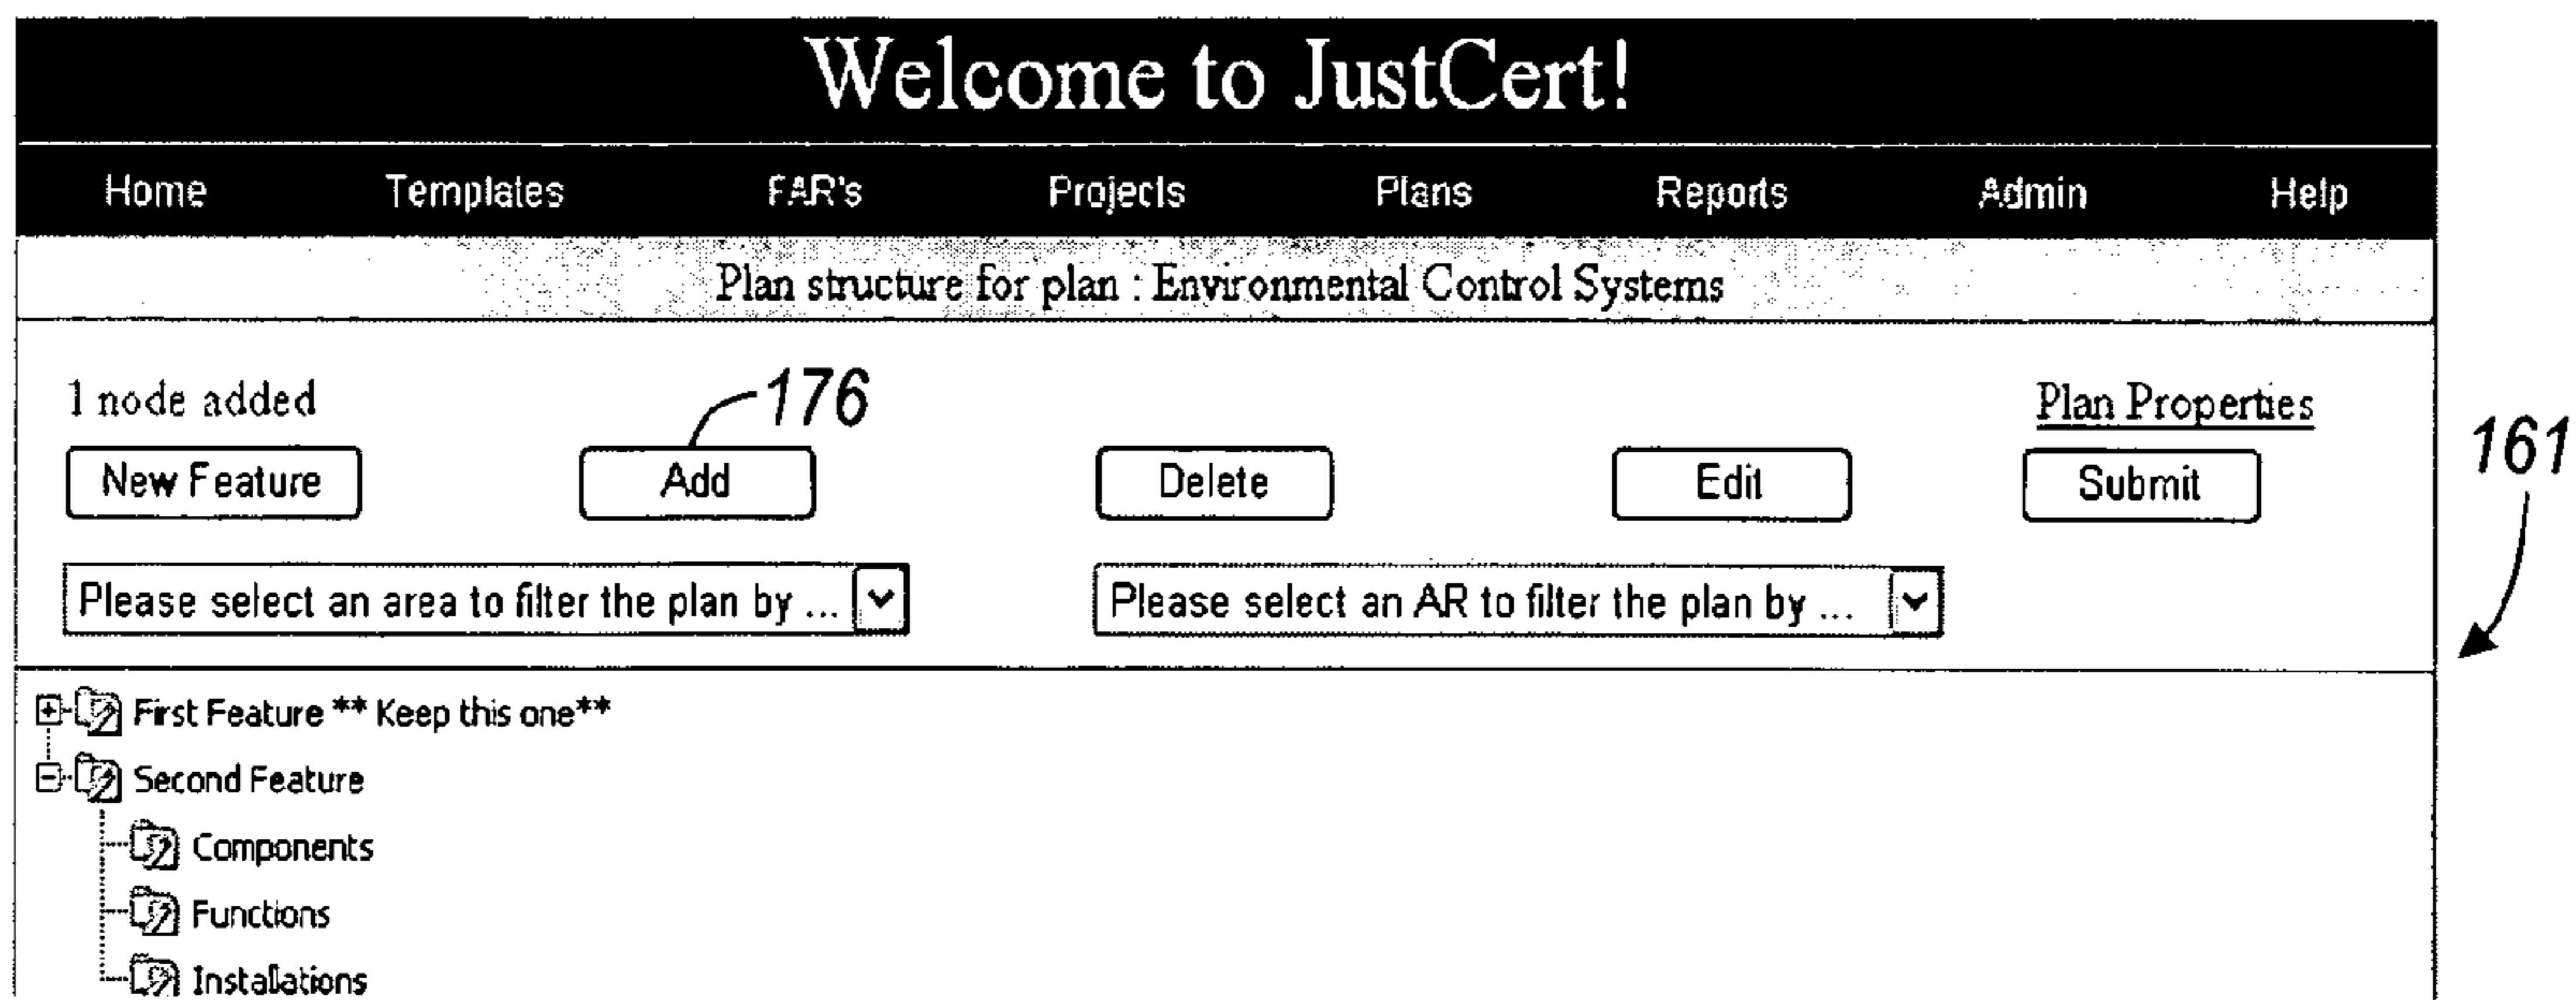 Welcome to JustCert!
Home Templates FAR's Projects Plans Reports Admin Help
Plan structure for plan : Environmental Control Systems
1 node added 176 Plan Properties
161
New Feature Add Delete Edit Submit
Please select an area to filter the plan by ... Please select an AR to filter the plan by ...
First Feature ** Keep this one**
Second Feature
Components
Functions
Installations